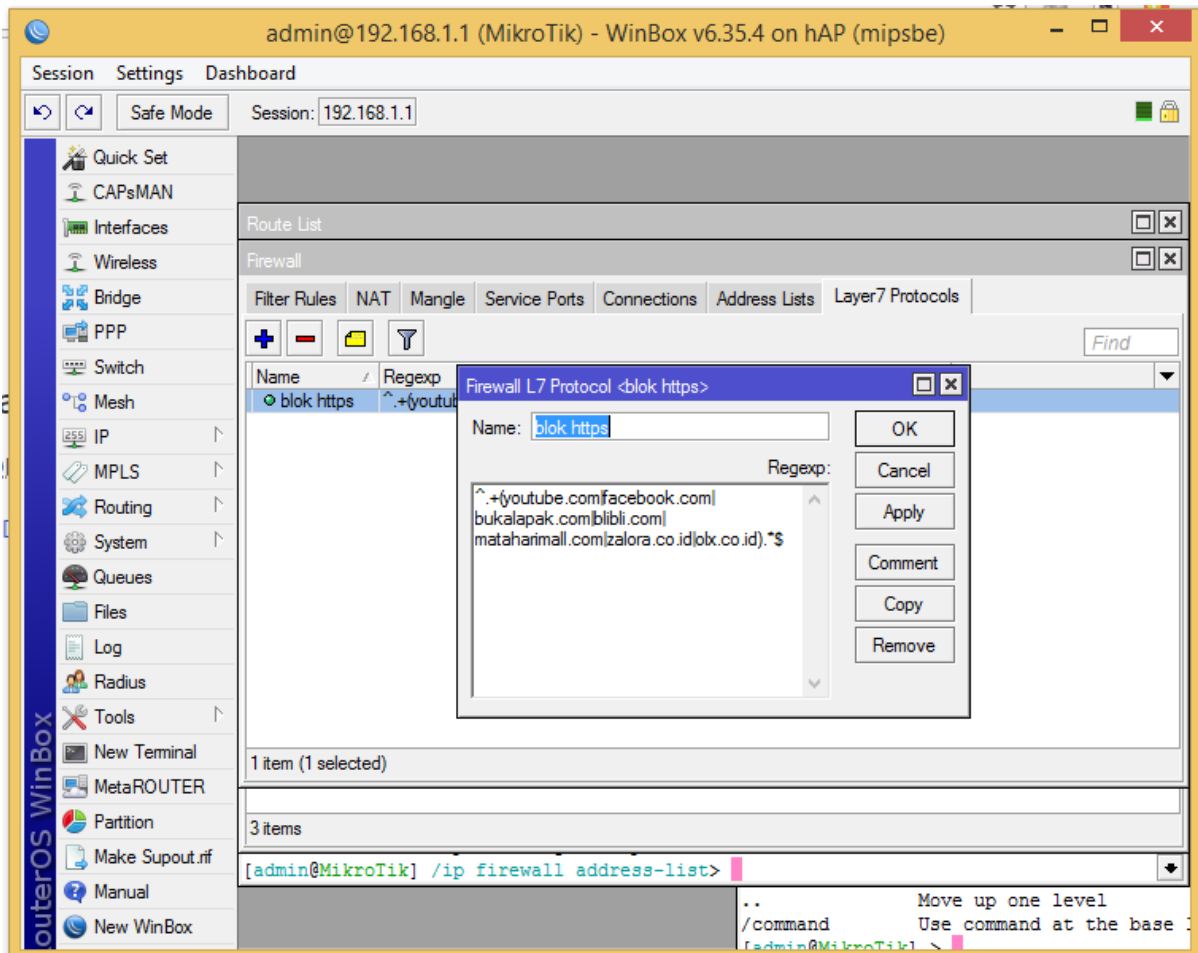 admin@192.168.1.1 (MikroTik) - WinBox v6.35.4 on hAP (mipsbe)
Session Settings Dashboard
Safe Mode Session: 192.168.1.1
Quick Set
CAPsMAN
Interfaces
Wireless
Bridge
PPP
Switch
Mesh
255 IP
MPLS
Routing
System
Queues
Files
Log
Radius
Tools
New Terminal
MetaROUTER
Partition
Make Supout.rif
Manual
New WinBox
RouterOS WinBox
Route List
Firewall
Filter Rules NAT Mangle Service Ports Connections Address Lists Layer7 Protocols
Find
Name Regexp
blok https ^.+(youtub
Firewall L7 Protocol <blok https>
Name: blok https
Regexp:
^.+(youtube.com|facebook.com|
bukalapak.com|blibli.com|
mataharimall.com|zalora.co.id|olx.co.id).*$
OK
Cancel
Apply
Comment
Copy
Remove
1 item (1 selected)
3 items
[admin@MikroTik] /ip firewall address-list>
.. Move up one level
/command Use command at the base
[admin@MikroTik] >